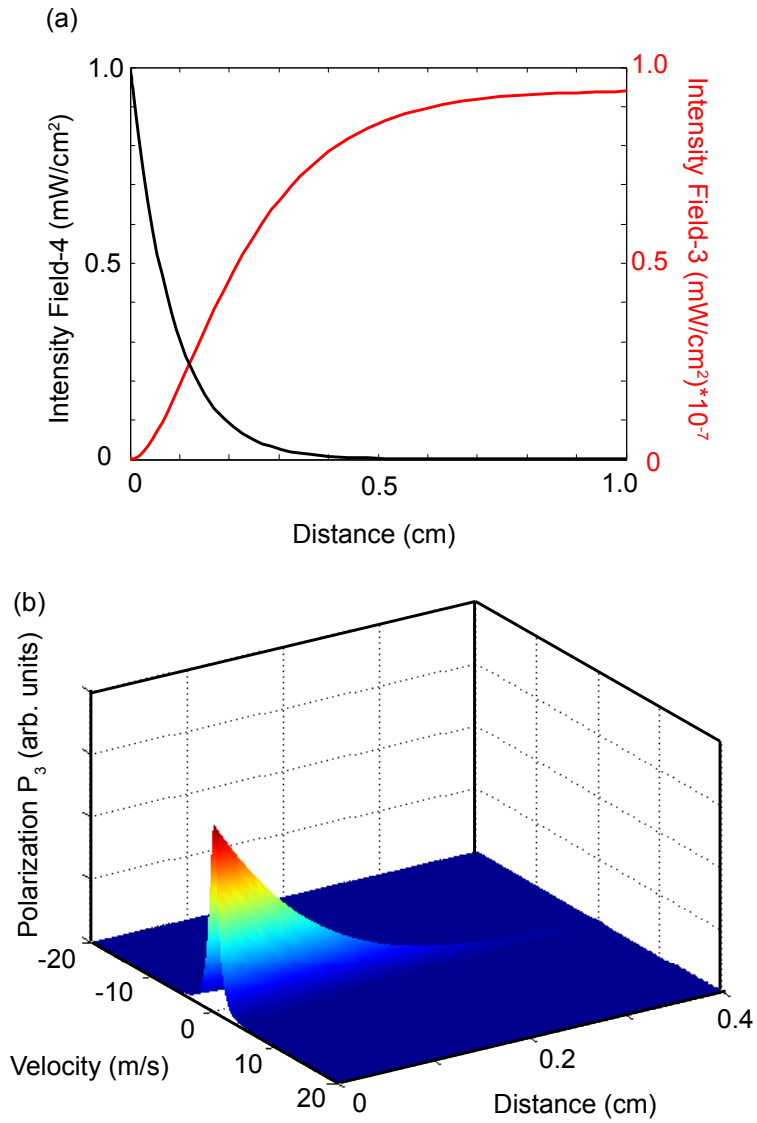 (a)
1.0
0.5
0
Intensity Field-4 (mW/cm²)
1.0
0.5
0
Intensity Field-3 (mW/cm²)*10⁻⁷
0
0.5
1.0
Distance (cm)
(b)
Polarization P₃ (arb. units)
-20
-10
0
10
20
Velocity (m/s)
0
0.2
0.4
Distance (cm)